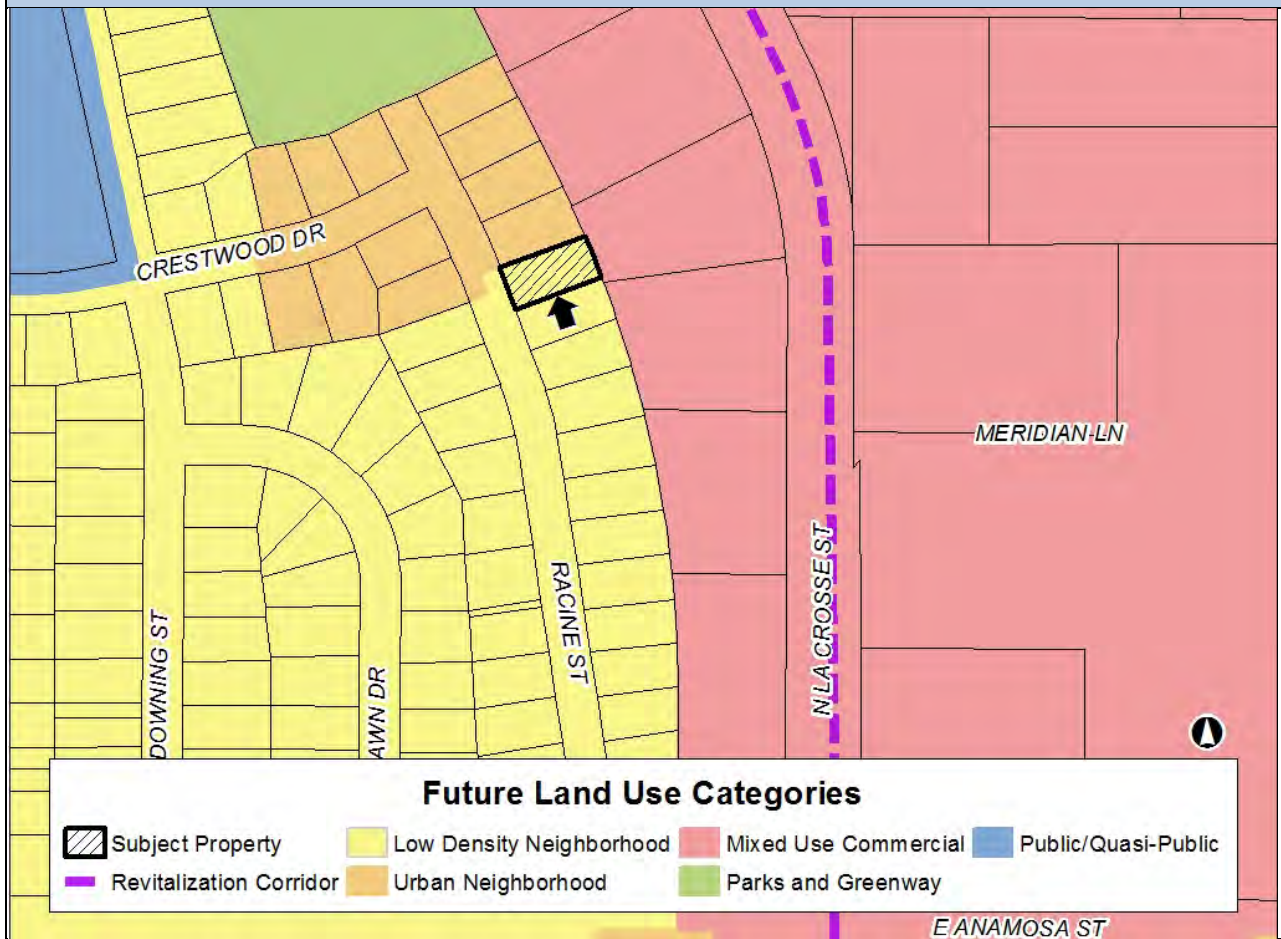 CRESTWOOD DR
MERIDIAN LN
N LA CROSSE ST
RACINE ST
DOWNING ST
AWN DR
Future Land Use Categories
Subject Property
Low Density Neighborhood
Mixed Use Commercial
Public/Quasi-Public
Revitalization Corridor
Urban Neighborhood
Parks and Greenway
E ANAMOSA ST